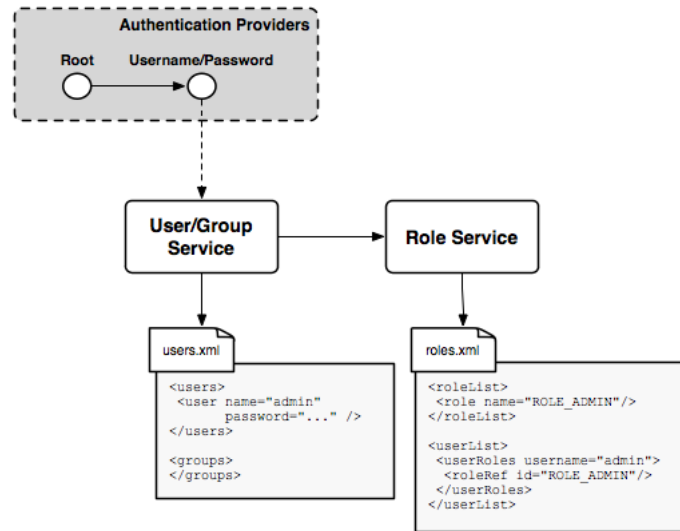 Authentication Providers
Root
Username/Password
User/Group
Service
Role Service
users.xml
<users>
 <user name="admin"
       password="..." />
</users>

<groups>
</groups>
roles.xml
<roleList>
 <role name="ROLE_ADMIN"/>
</roleList>

<userList>
 <userRoles username="admin">
  <roleRef id="ROLE_ADMIN"/>
 </userRoles>
</userList>